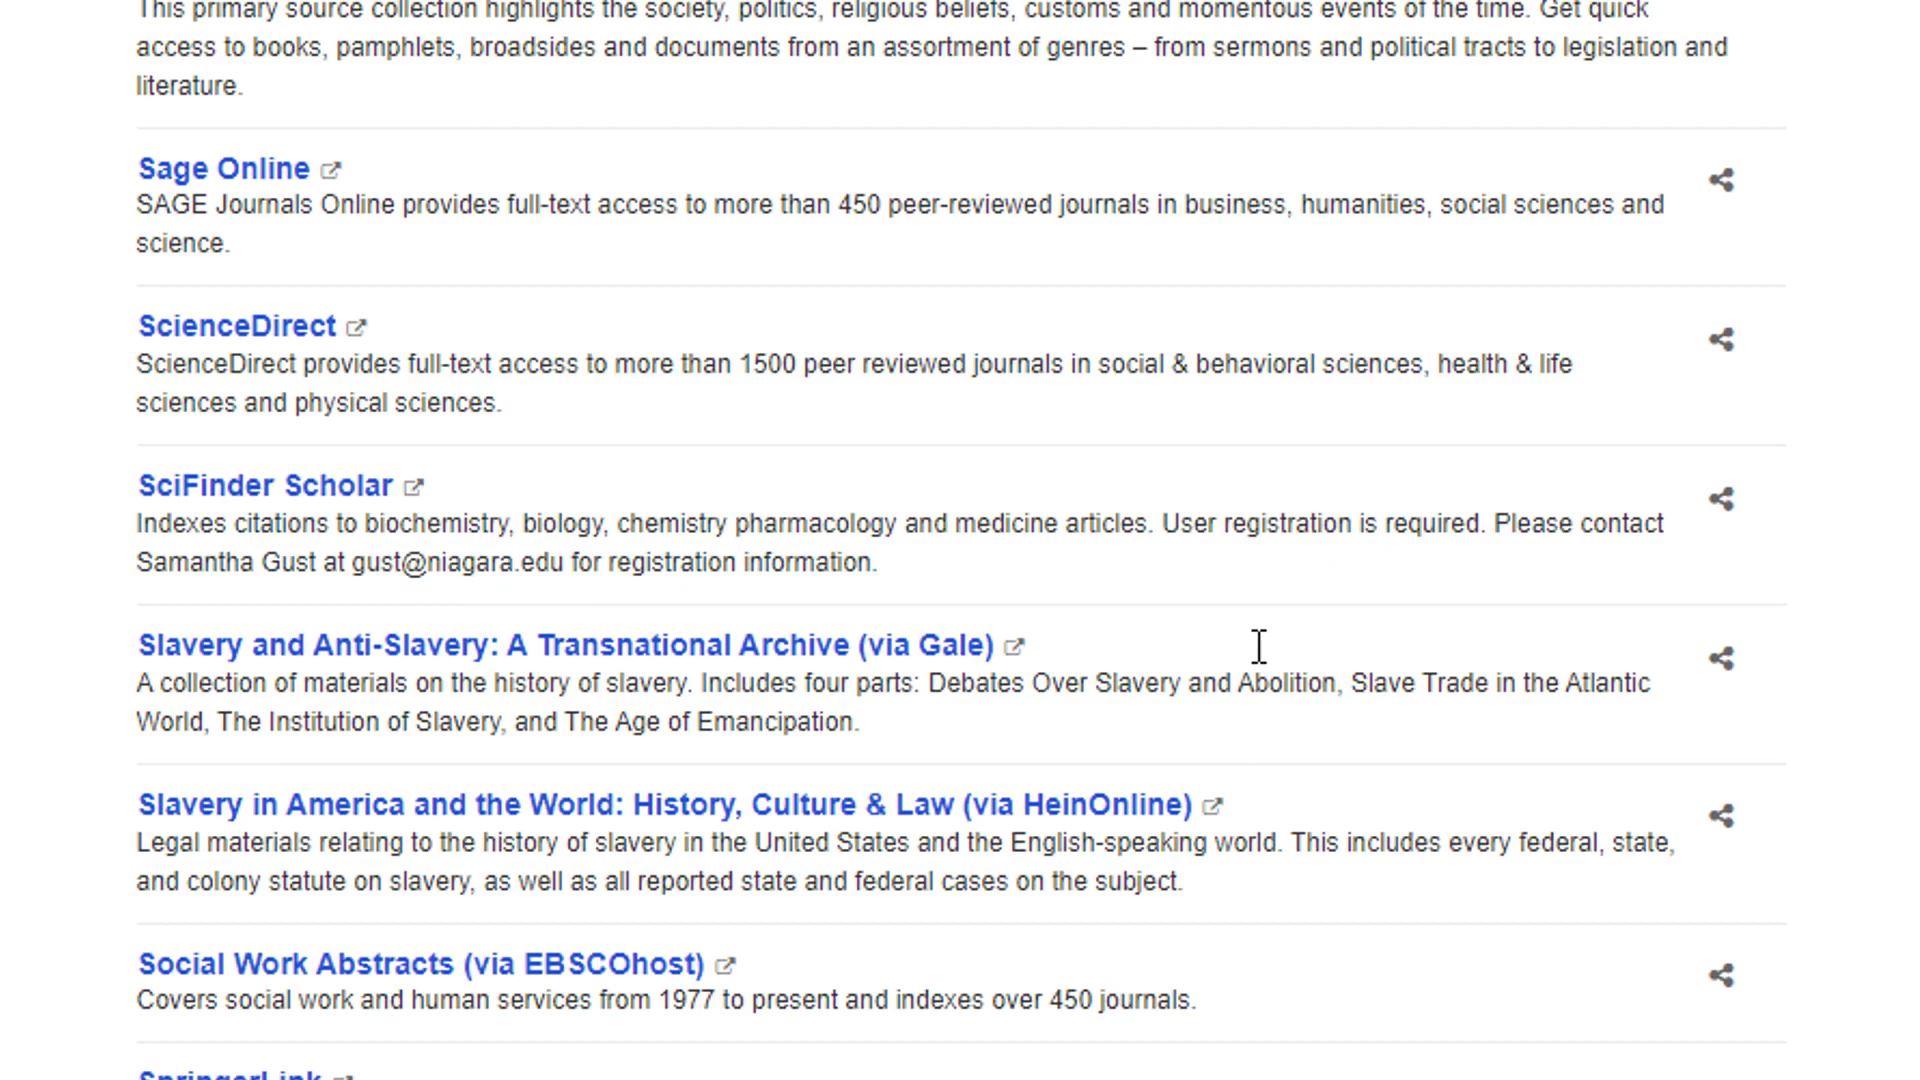 This primary source collection highlights the society, politics, religious beliefs, customs and momentous events of the time. Get quick
access to books, pamphlets, broadsides and documents from an assortment of genres – from sermons and political tracts to legislation and
literature.
Sage Online
SAGE Journals Online provides full-text access to more than 450 peer-reviewed journals in business, humanities, social sciences and
science.
ScienceDirect
ScienceDirect provides full-text access to more than 1500 peer reviewed journals in social & behavioral sciences, health & life
sciences and physical sciences.
SciFinder Scholar
Indexes citations to biochemistry, biology, chemistry pharmacology and medicine articles. User registration is required. Please contact
Samantha Gust at gust@niagara.edu for registration information.
Slavery and Anti-Slavery: A Transnational Archive (via Gale)
A collection of materials on the history of slavery. Includes four parts: Debates Over Slavery and Abolition, Slave Trade in the Atlantic
World, The Institution of Slavery, and The Age of Emancipation.
Slavery in America and the World: History, Culture & Law (via HeinOnline)
Legal materials relating to the history of slavery in the United States and the English-speaking world. This includes every federal, state,
and colony statute on slavery, as well as all reported state and federal cases on the subject.
Social Work Abstracts (via EBSCOhost)
Covers social work and human services from 1977 to present and indexes over 450 journals.
SpringerLink